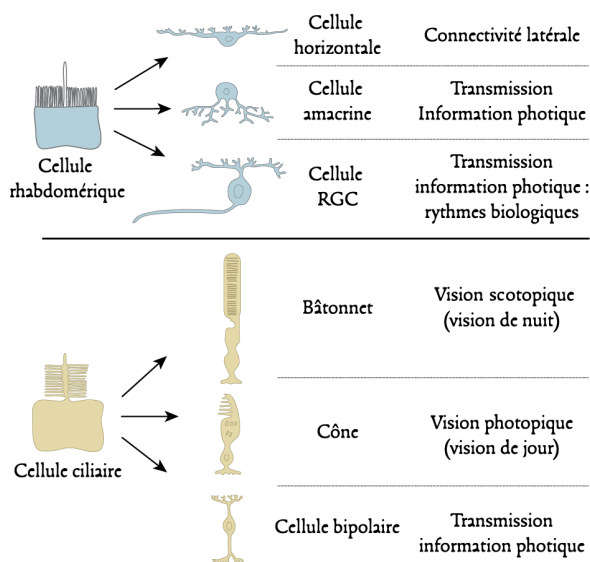 Cellule
horizontale
Connectivité latérale
Cellule
amacrine
Transmission
Information photique
Cellule
rhabdomérique
Cellule
RGC
Transmission
information photique :
rythmes biologiques
Bâtonnet
Vision scotopique
(vision de nuit)
Cellule ciliaire
Cône
Vision photopique
(vision de jour)
Cellule bipolaire
Transmission
information photique